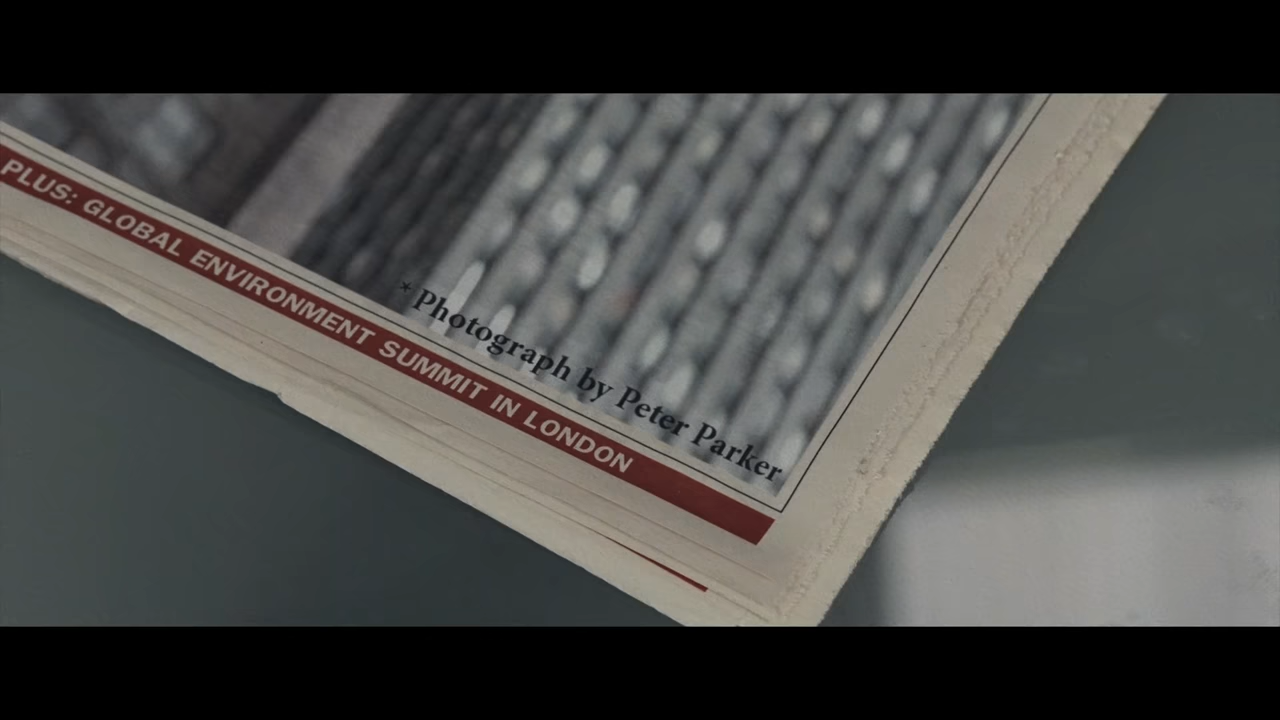 * Photograph by Peter Parker
PLUS: GLOBAL ENVIRONMENT SUMMIT IN LONDON